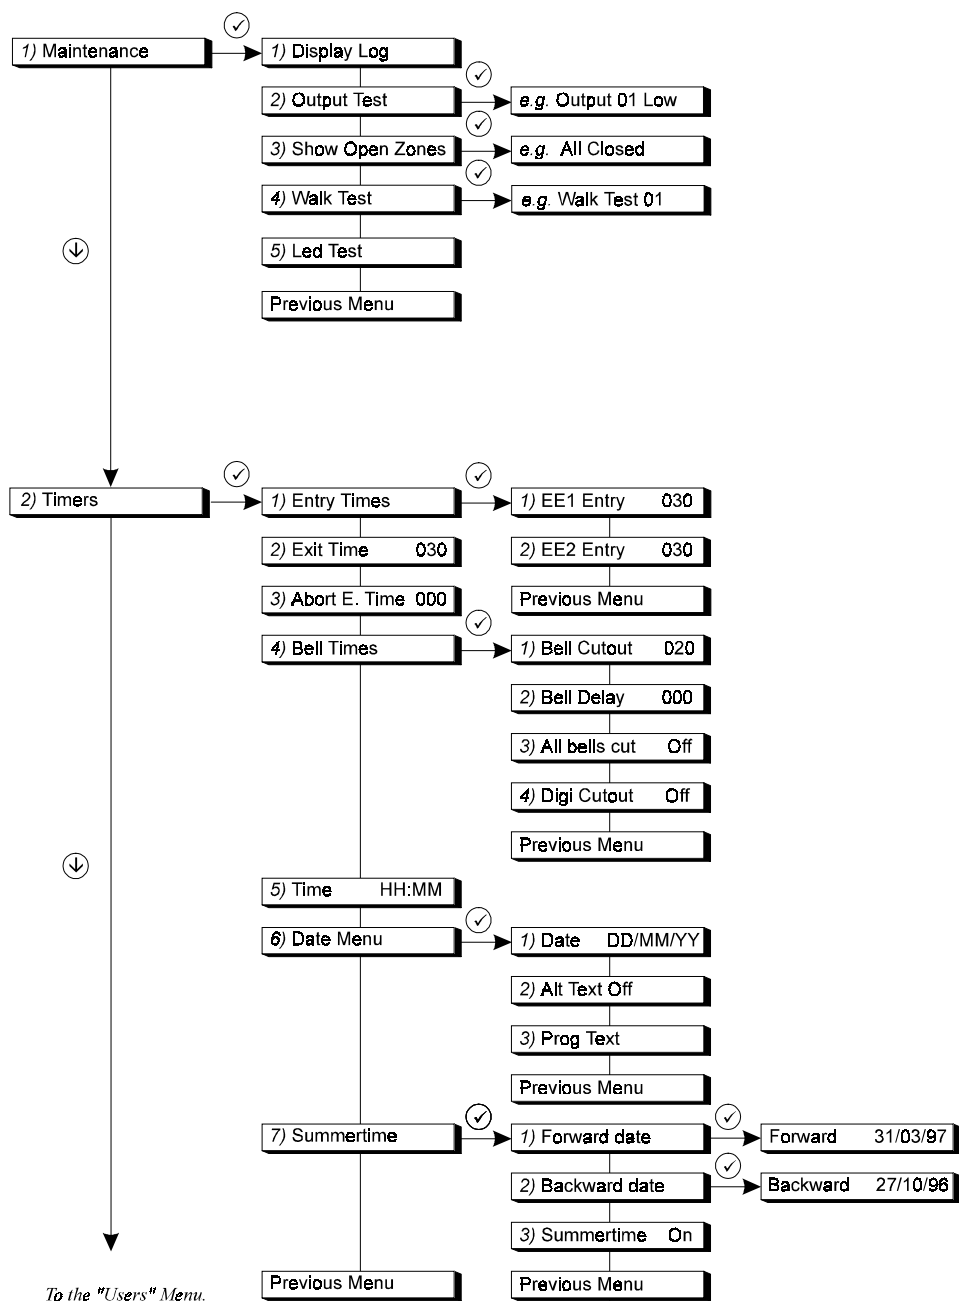 1) Maintenance
1) Display Log
2) Output Test
e.g. Output 01 Low
3) Show Open Zones
e.g. All Closed
4) Walk Test
e.g. Walk Test 01
5) Led Test
Previous Menu
2) Timers
1) Entry Times
1) EE1 Entry 030
2) Exit Time 030
2) EE2 Entry 030
3) Abort E. Time 000
Previous Menu
4) Bell Times
1) Bell Cutout 020
2) Bell Delay 000
3) All bells cut Off
4) Digi Cutout Off
Previous Menu
5) Time HH:MM
6) Date Menu
1) Date DD/MM/YY
2) Alt Text Off
3) Prog Text
Previous Menu
7) Summertime
1) Forward date
Forward 31/03/97
2) Backward date
Backward 27/10/96
3) Summertime On
Previous Menu
Previous Menu
To the "Users" Menu.